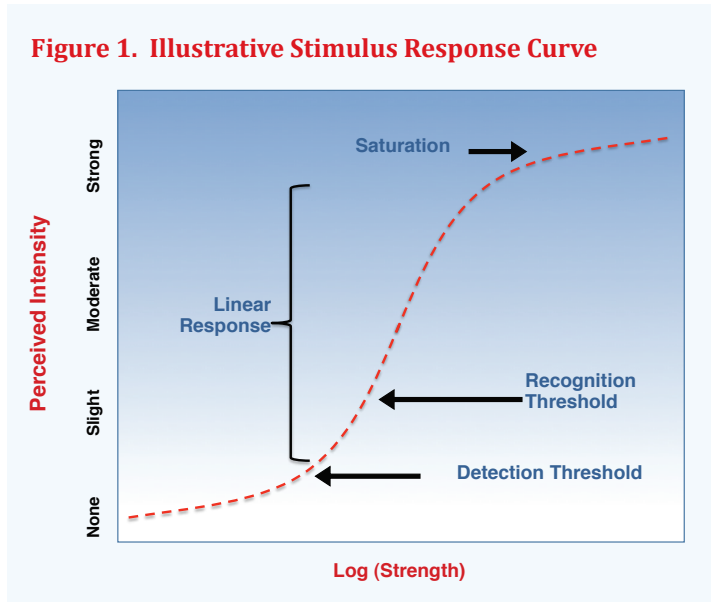 Figure 1. Illustrative Stimulus Response Curve
Saturation
Strong
Moderate
Slight
None
Perceived Intensity
Linear
Response
Recognition
Threshold
Detection Threshold
Log (Strength)